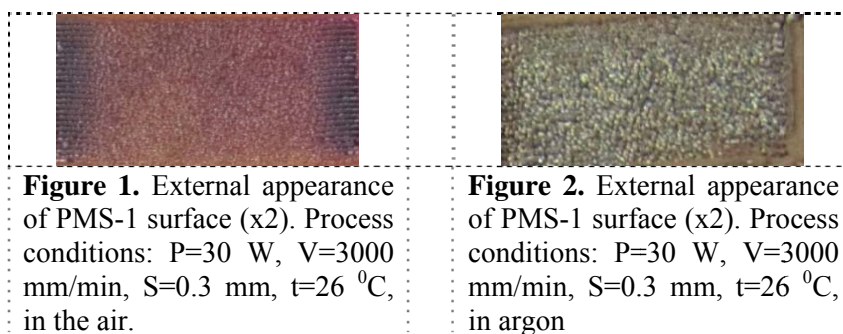 Figure 1. External appearance
of PMS-1 surface (x2). Process
conditions: P=30 W, V=3000
mm/min, S=0.3 mm, t=26 ⁰C,
in the air.
Figure 2. External appearance
of PMS-1 surface (x2). Process
conditions: P=30 W, V=3000
mm/min, S=0.3 mm, t=26 ⁰C,
in argon